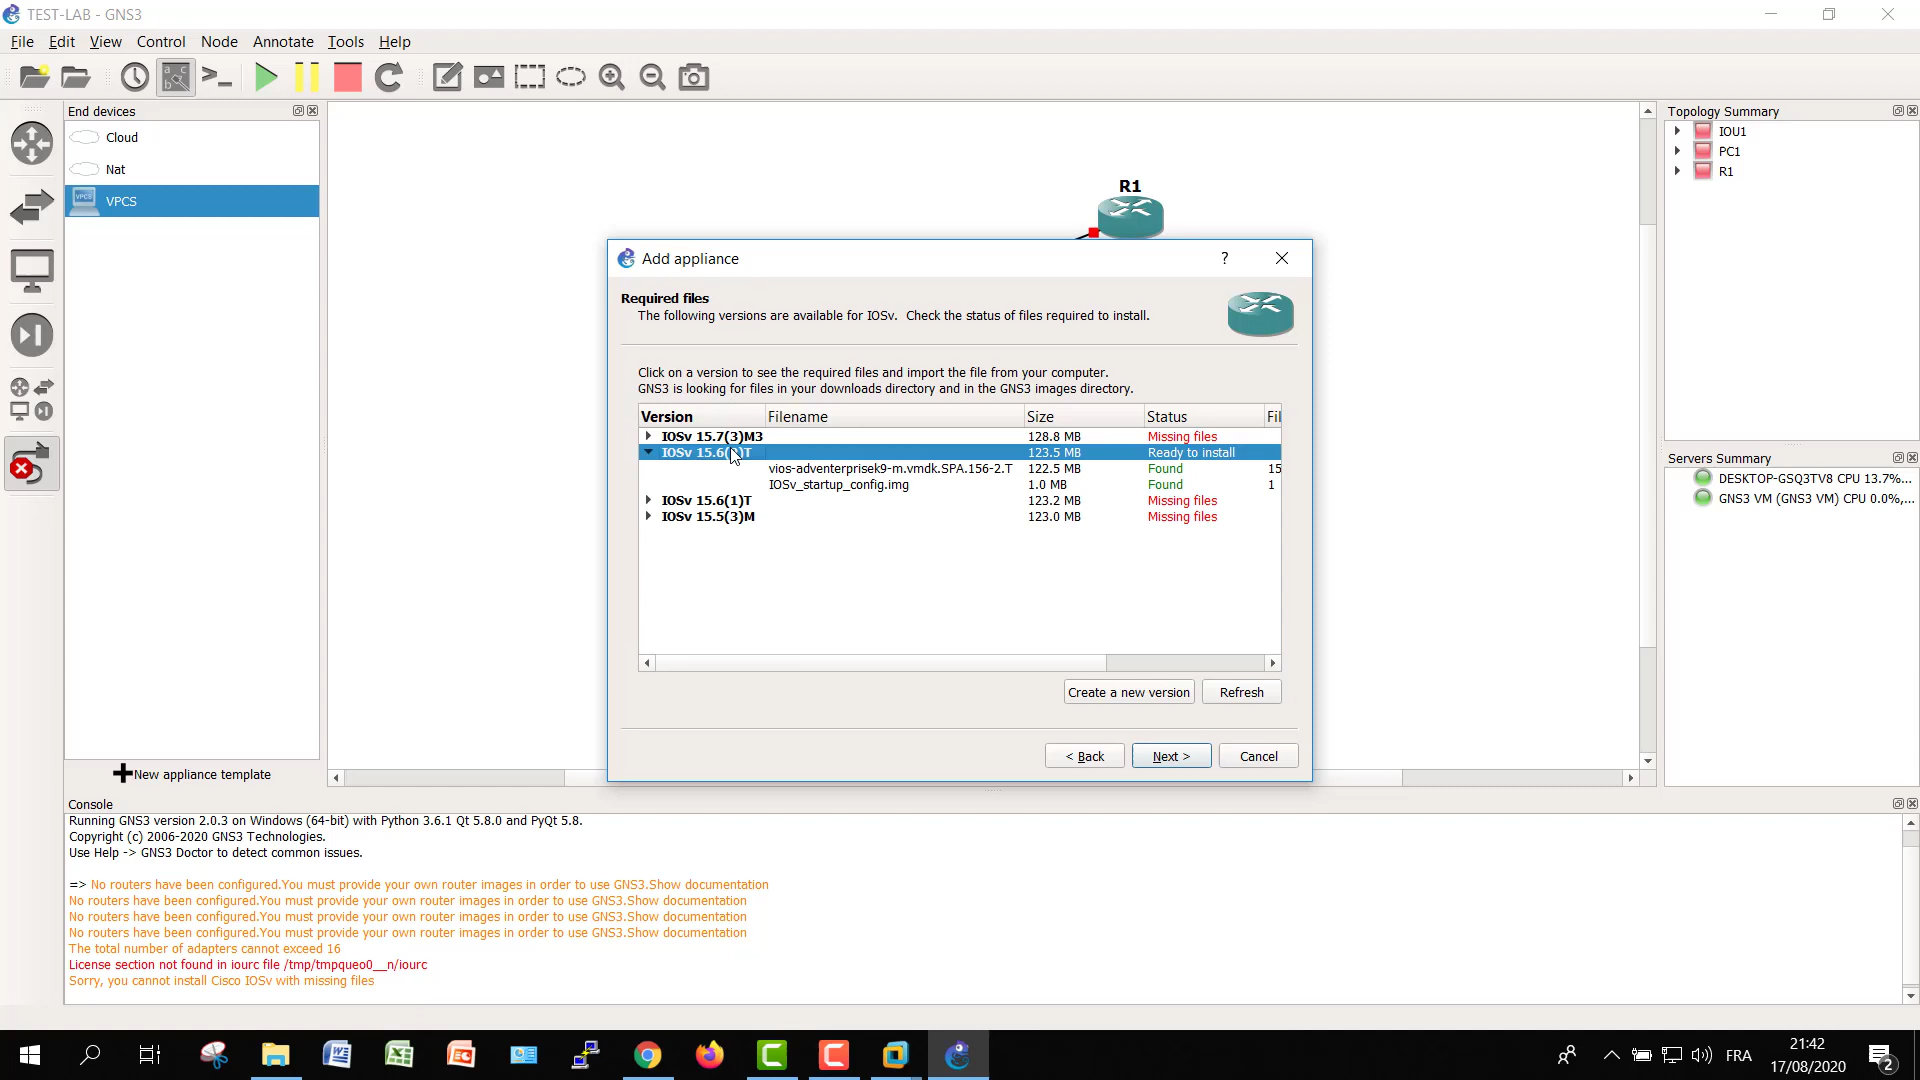 TEST-LAB - GNS3
File Edit View Control Node Annotate Tools Help
End devices
Cloud
Nat
VPCS
New appliance template
R1
Topology Summary
IOU1
PC1
R1
Servers Summary
DESKTOP-GSQ3TV8 CPU 13.7%...
GNS3 VM (GNS3 VM) CPU 0.0%,...
Add appliance
?
Required files
The following versions are available for IOSv. Check the status of files required to install.
Click on a version to see the required files and import the file from your computer.
GNS3 is looking for files in your downloads directory and in the GNS3 images directory.
Version Filename Size Status Fil
IOSv 15.7(3)M3 128.8 MB Missing files
123.5 MB Ready to install
vios-adventerprisek9-m.vmdk.SPA.156-2.T 122.5 MB Found 15
IOSv_startup_config.img 1.0 MB Found 1
IOSv 15.6(1)T 123.2 MB Missing files
IOSv 15.5(3)M 123.0 MB Missing files
Create a new version Refresh
< Back Next > Cancel
Console
Running GNS3 version 2.0.3 on Windows (64-bit) with Python 3.6.1 Qt 5.8.0 and PyQt 5.8.
Copyright (c) 2006-2020 GNS3 Technologies.
Use Help -> GNS3 Doctor to detect common issues.
=> No routers have been configured.You must provide your own router images in order to use GNS3.Show documentation
No routers have been configured.You must provide your own router images in order to use GNS3.Show documentation
No routers have been configured.You must provide your own router images in order to use GNS3.Show documentation
No routers have been configured.You must provide your own router images in order to use GNS3.Show documentation
The total number of adapters cannot exceed 16
License section not found in iourc file /tmp/tmpqueo0__n/iourc
Sorry, you cannot install Cisco IOSv with missing files
FRA
21:42
17/08/2020
2